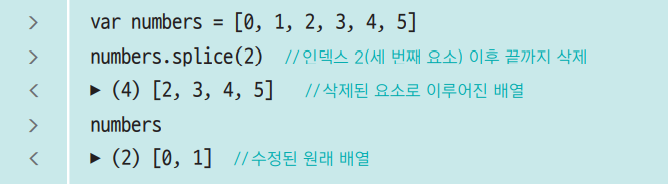 > var numbers = [0, 1, 2, 3, 4, 5]
> numbers.splice(2) //인덱스 2(세 번째 요소) 이후 끝까지 삭제
< ▶ (4) [2, 3, 4, 5] //삭제된 요소로 이루어진 배열
> numbers
< ▶ (2) [0, 1] //수정된 원래 배열